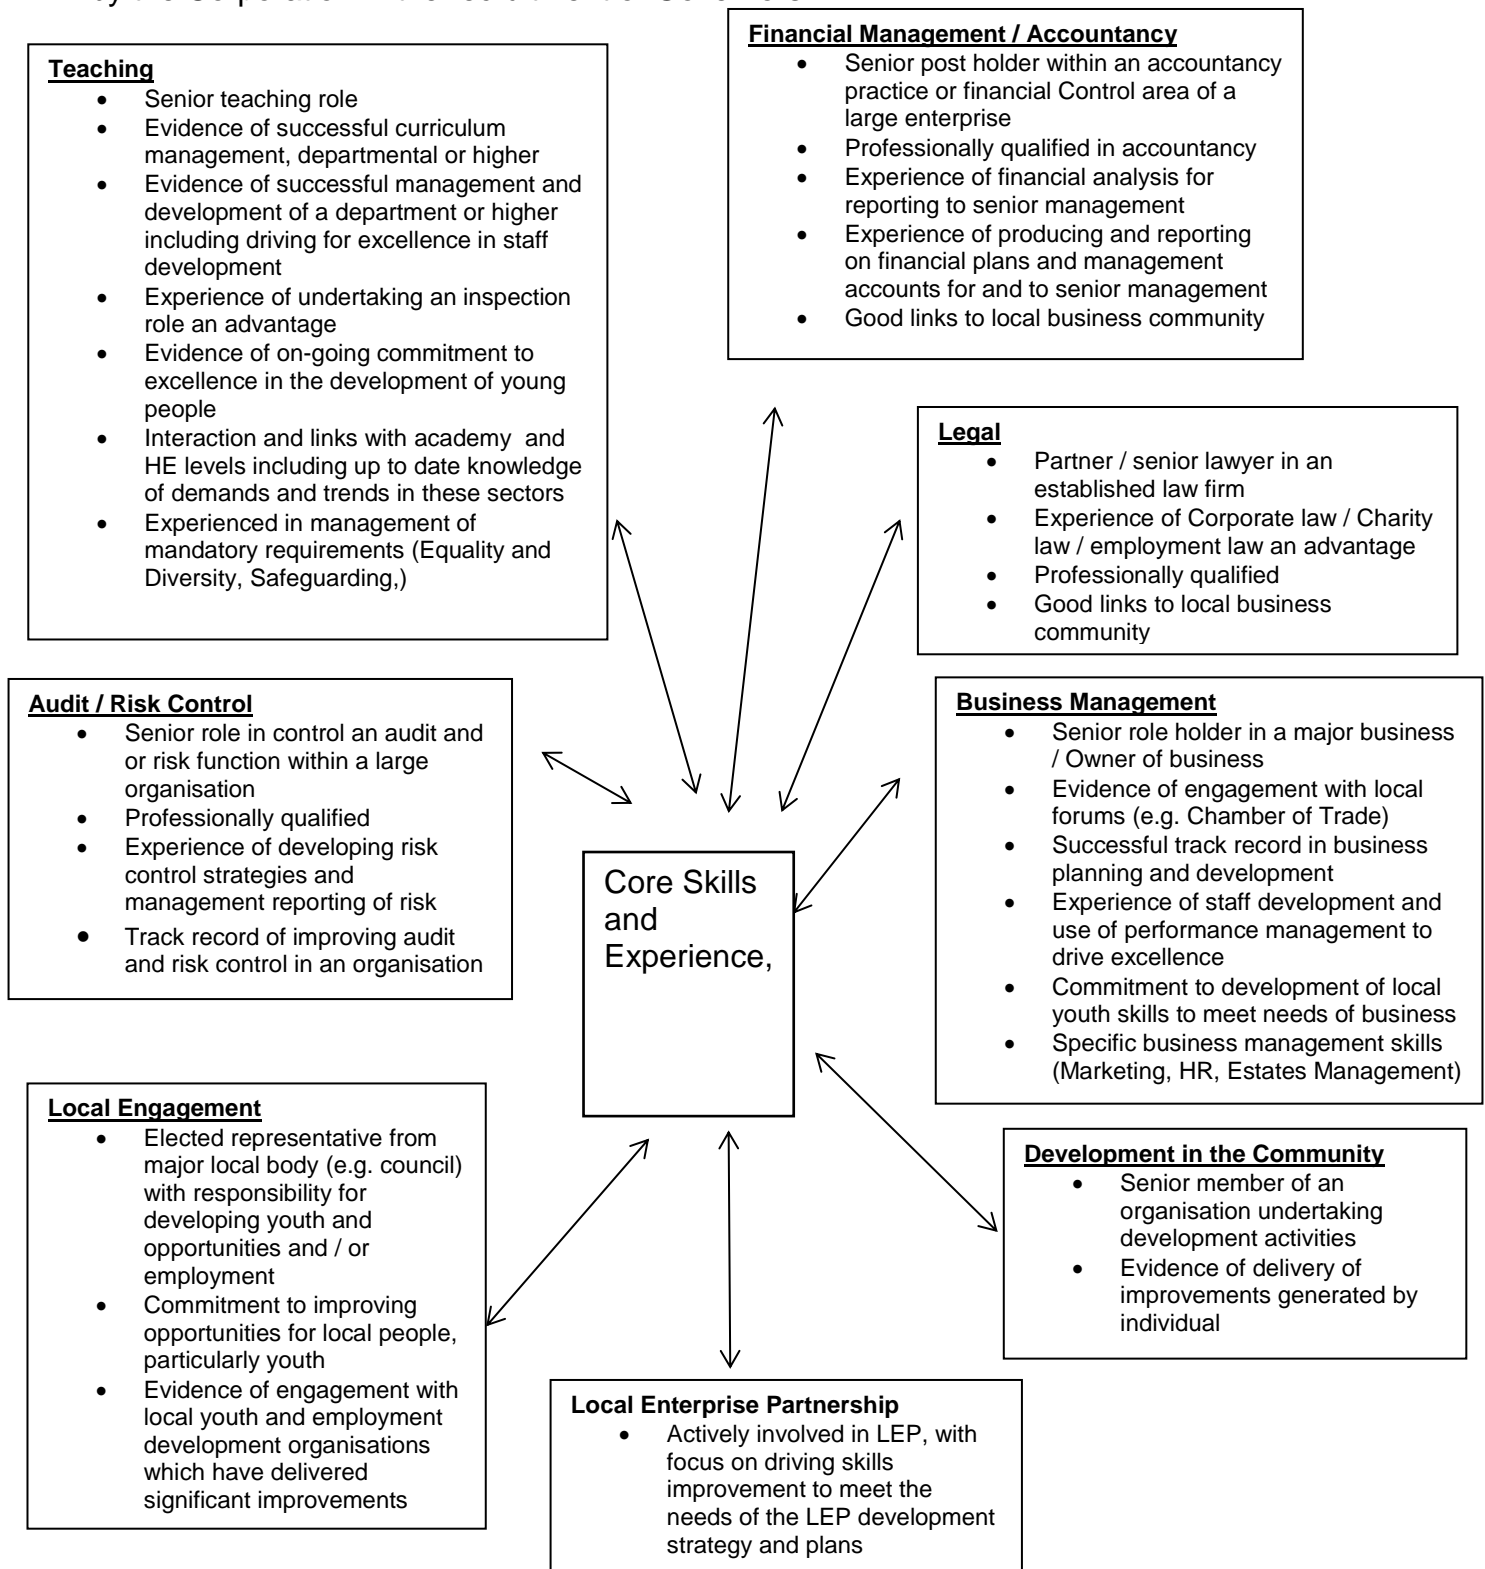 Financial Management / Accountancy
• Senior post holder within an accountancy
practice or financial Control area of a
large enterprise
• Professionally qualified in accountancy
• Experience of financial analysis for
reporting to senior management
• Experience of producing and reporting
on financial plans and management
accounts for and to senior management
• Good links to local business community
Teaching
• Senior teaching role
• Evidence of successful curriculum
management, departmental or higher
• Evidence of successful management and
development of a department or higher
including driving for excellence in staff
development
• Experience of undertaking an inspection
role an advantage
• Evidence of on-going commitment to
excellence in the development of young
people
• Interaction and links with academy and
HE levels including up to date knowledge
of demands and trends in these sectors
• Experienced in management of
mandatory requirements (Equality and
Diversity, Safeguarding,)
Legal
• Partner / senior lawyer in an
established law firm
• Experience of Corporate law / Charity
law / employment law an advantage
• Professionally qualified
• Good links to local business
community
Audit / Risk Control
• Senior role in control an audit and
or risk function within a large
organisation
• Professionally qualified
• Experience of developing risk
control strategies and
management reporting of risk
• Track record of improving audit
and risk control in an organisation
Business Management
• Senior role holder in a major business
/ Owner of business
• Evidence of engagement with local
forums (e.g. Chamber of Trade)
• Successful track record in business
planning and development
• Experience of staff development and
use of performance management to
drive excellence
• Commitment to development of local
youth skills to meet needs of business
• Specific business management skills
(Marketing, HR, Estates Management)
Core Skills
and
Experience,
Local Engagement
• Elected representative from
major local body (e.g. council)
with responsibility for
developing youth and
opportunities and / or
employment
• Commitment to improving
opportunities for local people,
particularly youth
• Evidence of engagement with
local youth and employment
development organisations
which have delivered
significant improvements
Development in the Community
• Senior member of an
organisation undertaking
development activities
• Evidence of delivery of
improvements generated by
individual
Local Enterprise Partnership
• Actively involved in LEP, with
focus on driving skills
improvement to meet the
needs of the LEP development
strategy and plans